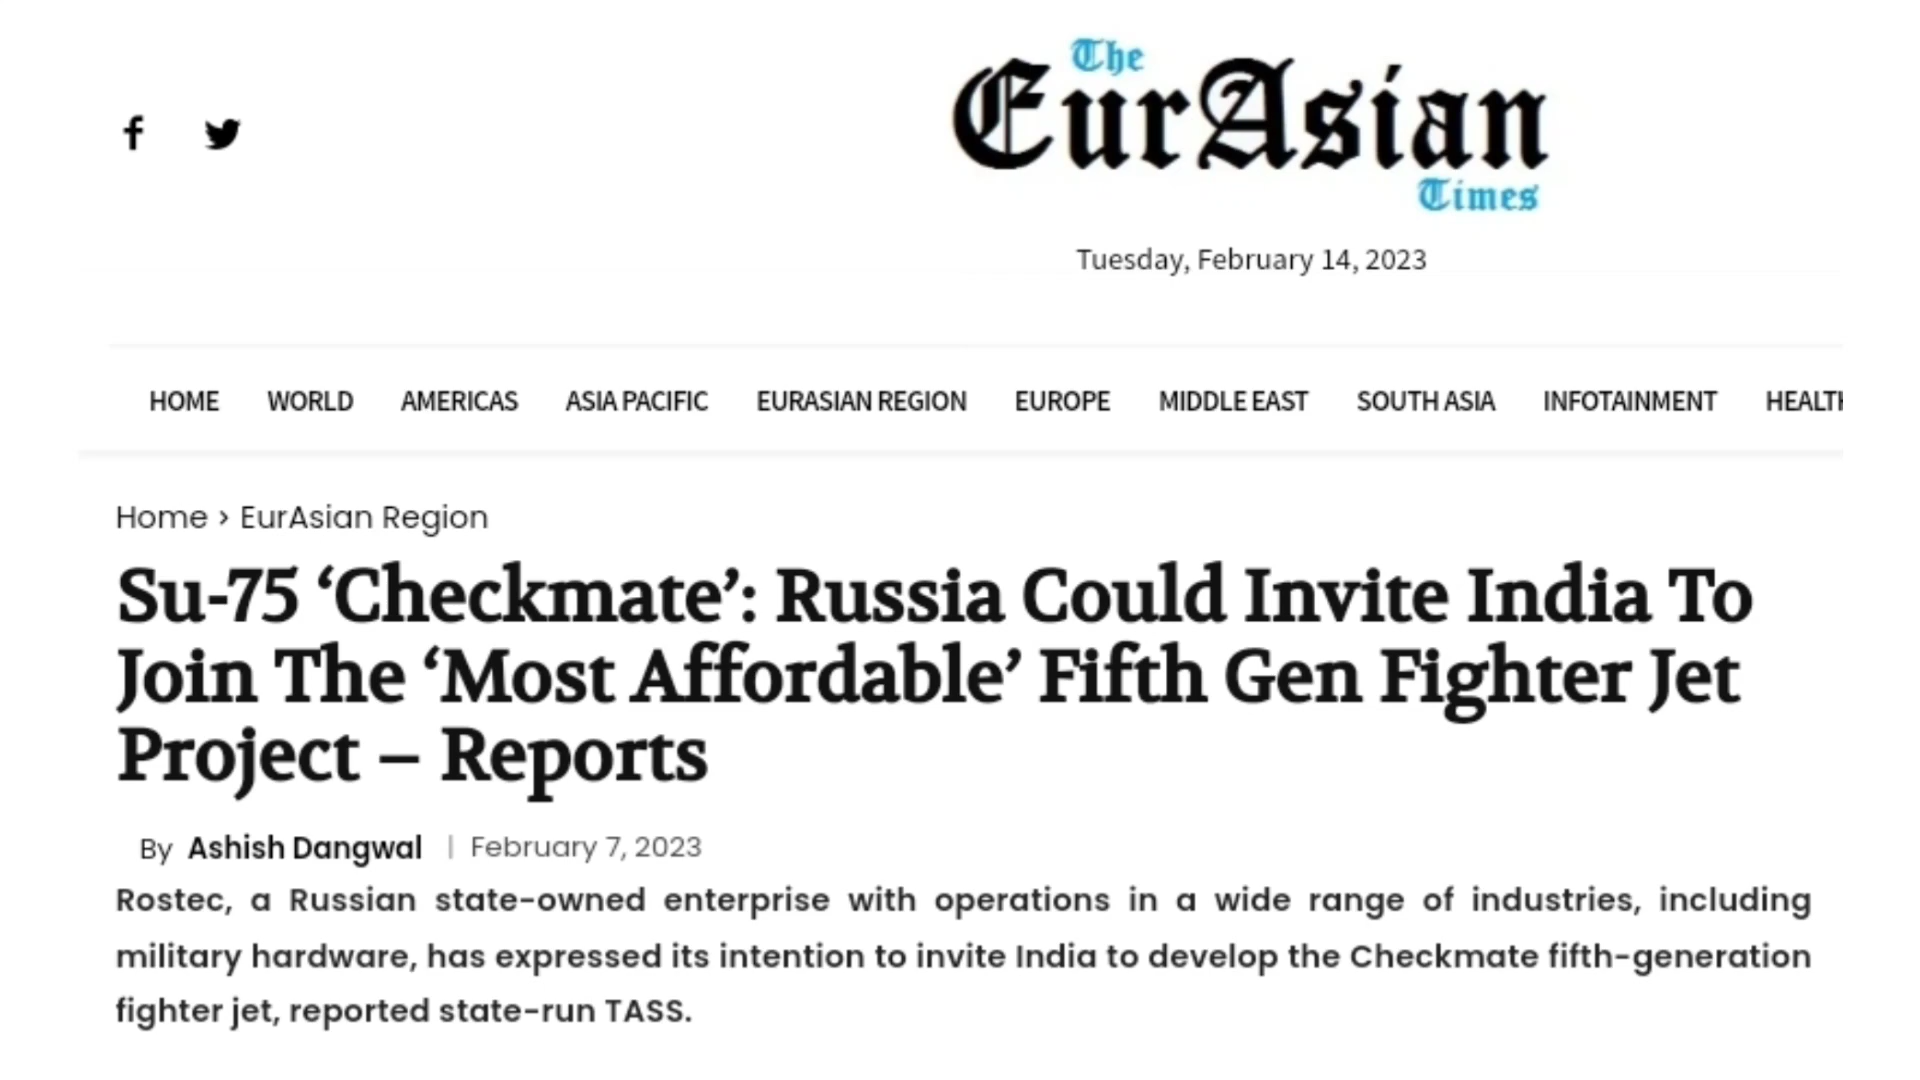 The
EurAsian
Times
Tuesday, February 14, 2023
HOME WORLD AMERICAS ASIA PACIFIC EURASIAN REGION EUROPE MIDDLE EAST SOUTH ASIA INFOTAINMENT HEALTH
Home › EurAsian Region
Su-75 ‘Checkmate’: Russia Could Invite India To
Join The ‘Most Affordable’ Fifth Gen Fighter Jet
Project – Reports
By Ashish Dangwal | February 7, 2023
Rostec, a Russian state-owned enterprise with operations in a wide range of industries, including
military hardware, has expressed its intention to invite India to develop the Checkmate fifth-generation
fighter jet, reported state-run TASS.